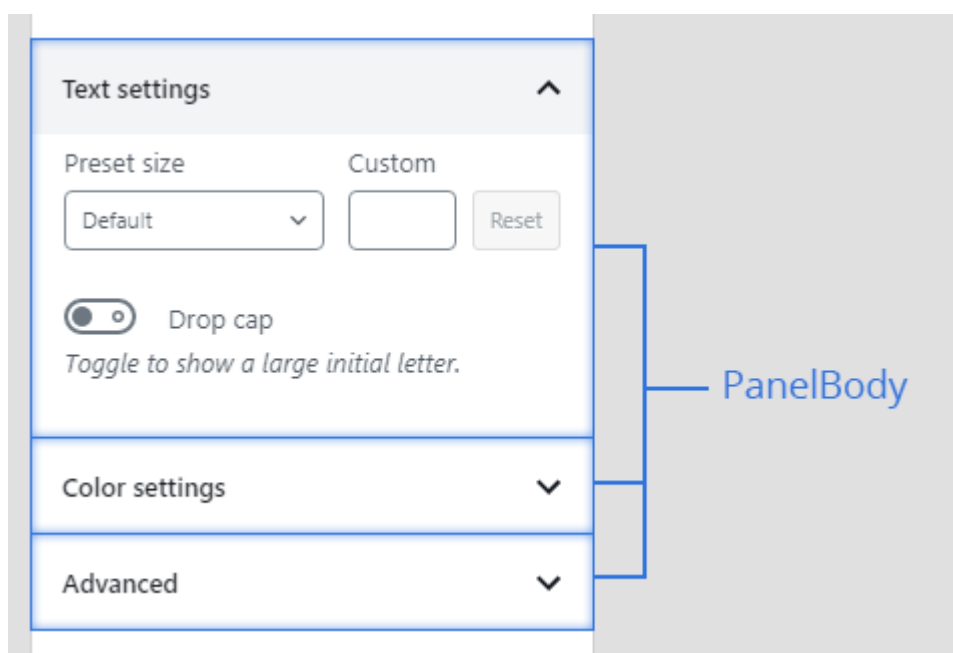 Text settings
Preset size Custom
Default Reset
Drop cap
Toggle to show a large initial letter.
PanelBody
Color settings
Advanced